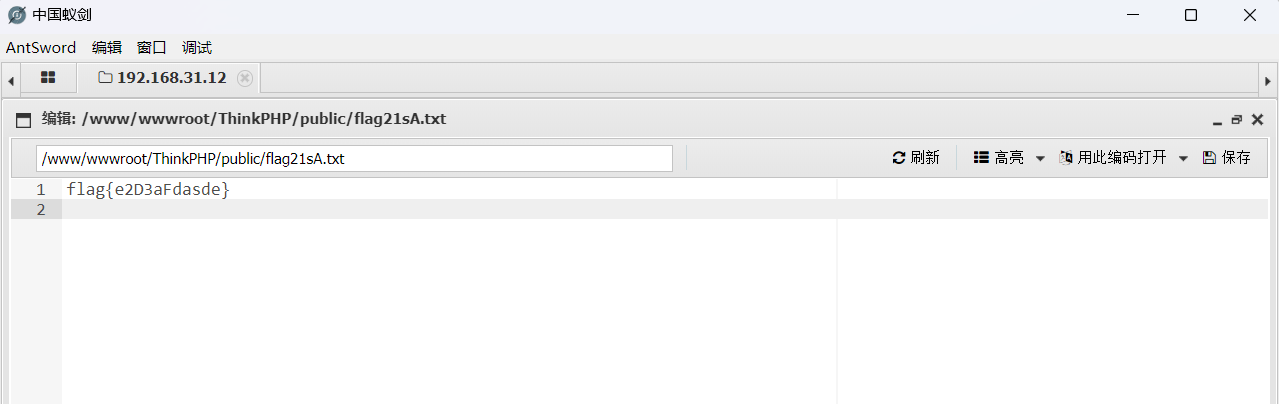 中国蚁剑
AntSword 编辑 窗口 调试
192.168.31.12
编辑: /www/wwwroot/ThinkPHP/public/flag21sA.txt
/www/wwwroot/ThinkPHP/public/flag21sA.txt 刷新 高亮 用此编码打开 保存
1 flag{e2D3aFdasde}
2